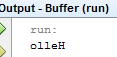 Output - Buffer (run)
run:
olleH